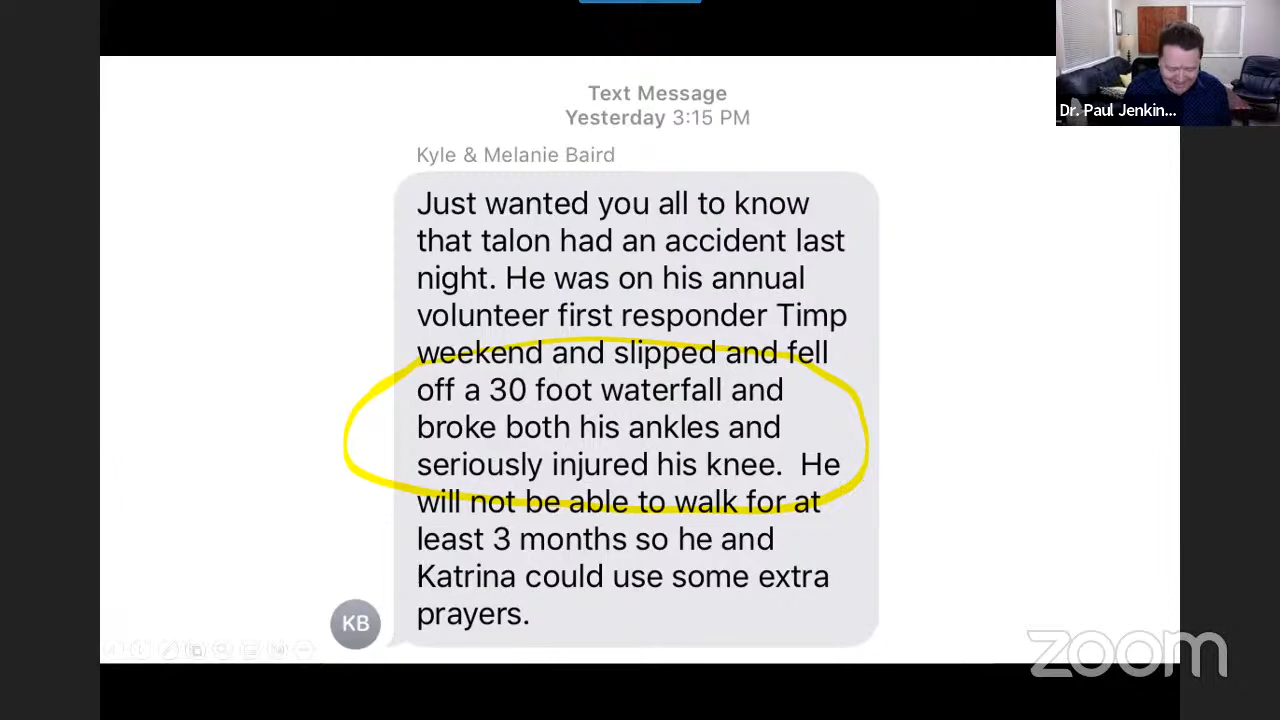 Dr. Paul Jenkin...
Text Message
Yesterday 3:15 PM
Kyle & Melanie Baird
Just wanted you all to know
that talon had an accident last
night. He was on his annual
volunteer first responder Timp
weekend and slipped and fell
off a 30 foot waterfall and
broke both his ankles and
seriously injured his knee.  He
will not be able to walk for at
least 3 months so he and
Katrina could use some extra
prayers.
KB
zoom